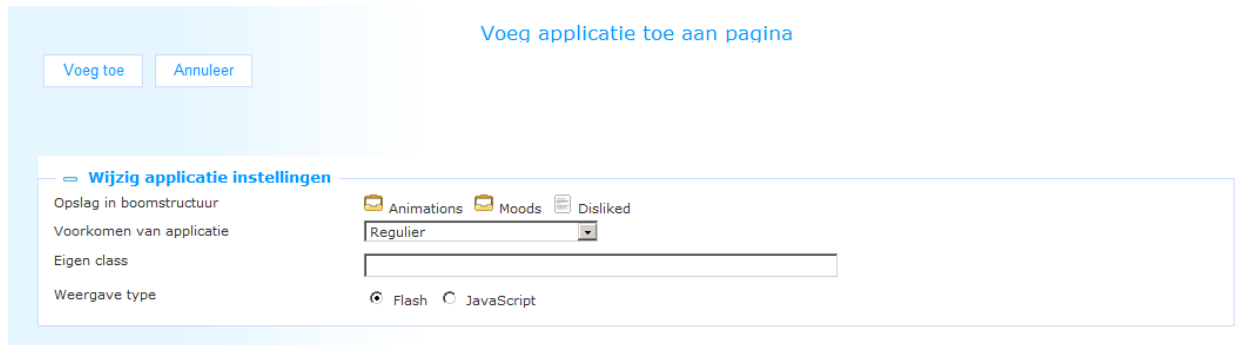 Voeg applicatie toe aan pagina
Voeg toe Annuleer
Wijzig applicatie instellingen
Opslag in boomstructuur Animations Moods Disliked
Voorkomen van applicatie Regulier
Eigen class
Weergave type Flash JavaScript